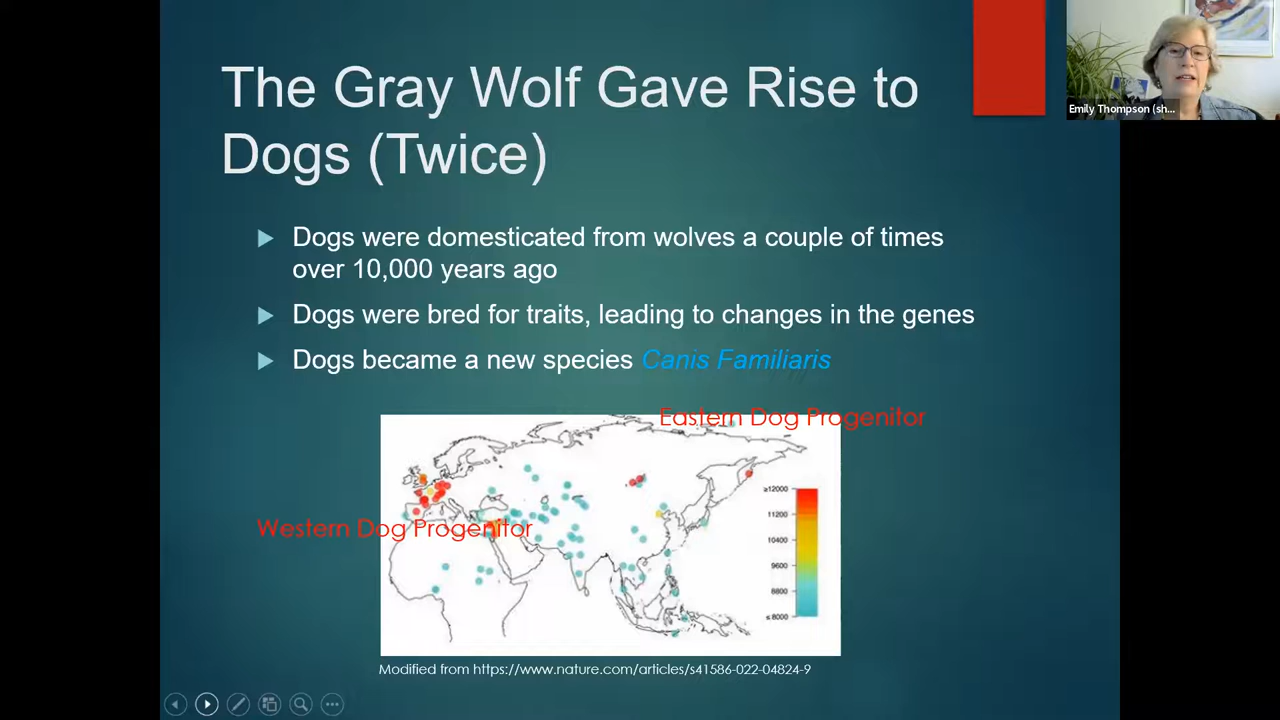 The Gray Wolf Gave Rise to
Dogs (Twice)
Emily Thompson (sh...
Dogs were domesticated from wolves a couple of times
over 10,000 years ago
Dogs were bred for traits, leading to changes in the genes
Dogs became a new species Canis Familiaris
Eastern Dog Progenitor
Western Dog Progenitor
≥12000
11200
10400
9600
8800
≤ 8000
Modified from https://www.nature.com/articles/s41586-022-04824-9